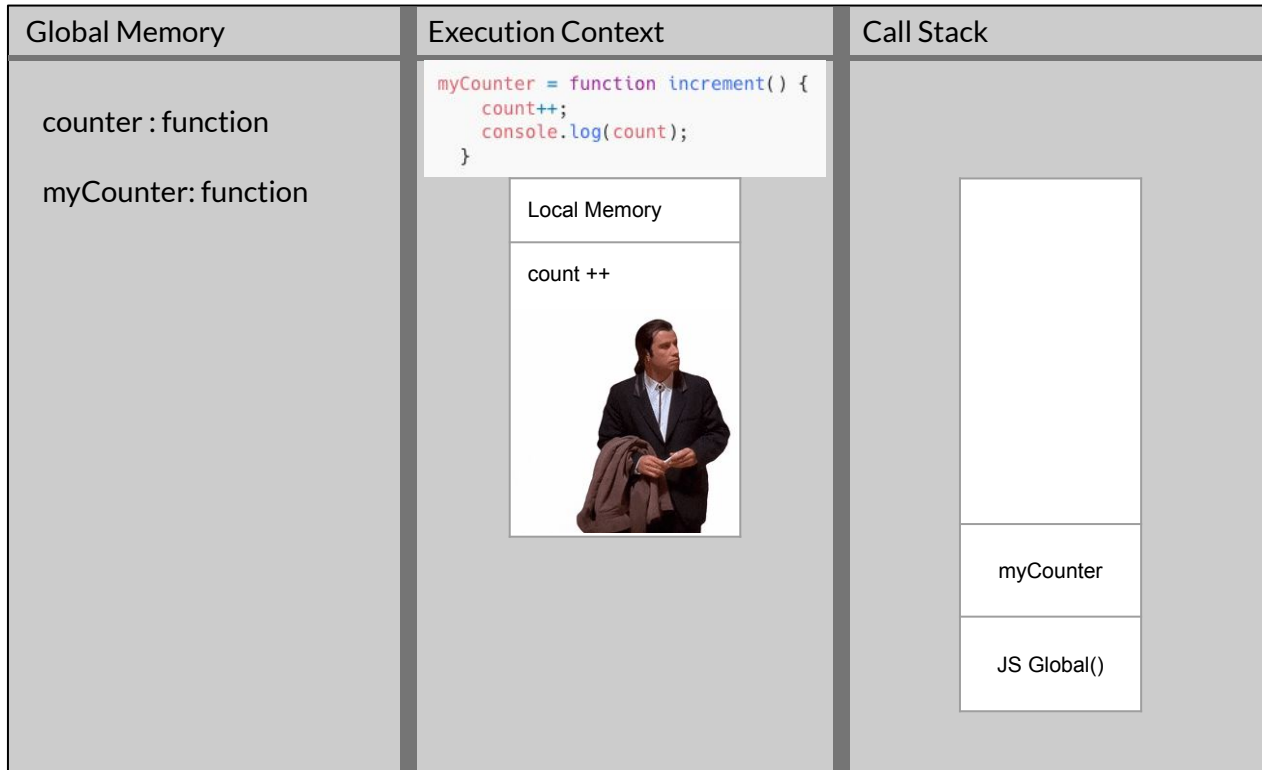 Global Memory
counter : function
myCounter: function
Execution Context
myCounter = function increment() {
    count++;
    console.log(count);
  }
Local Memory
count ++
Call Stack
myCounter
JS Global()